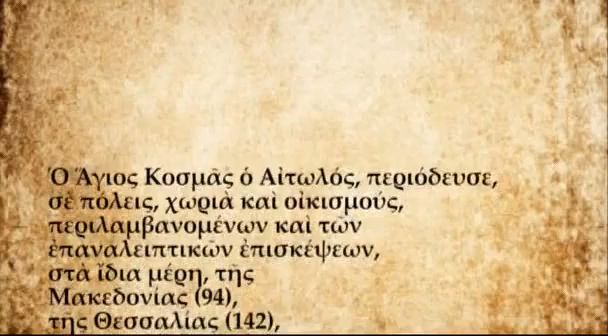 Ὁ Ἅγιος Κοσμᾶς ὁ Αἰτωλός, περιόδευσε,
σὲ πόλεις, χωριὰ καὶ οἰκισμούς,
περιλαμβανομένων καὶ τῶν
ἐπαναλειπτικῶν ἐπισκέψεων,
στὰ ἴδια μέρη, τῆς
Μακεδονίας (94),
τῆς Θεσσαλίας (142),